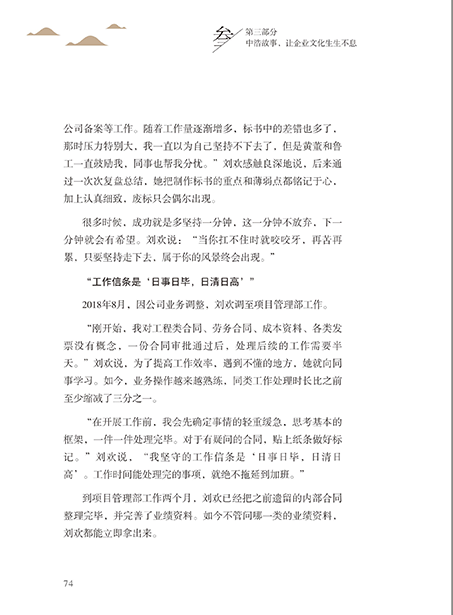 叁
第三部分
中浩故事，让企业文化生生不息
公司备案等工作。随着工作量逐渐增多，标书中的差错也多了，
那时压力特别大，我一直以为自己坚持不下去了，但是黄董和鲁
工一直鼓励我，同事也帮我分忧。”刘欢感触良深地说，后来通
过一次次复盘总结，她把制作标书的重点和薄弱点都铭记于心，
加上认真细致，废标只会偶尔出现。
很多时候，成功就是多坚持一分钟，这一分钟不放弃，下一
分钟就会有希望。刘欢说：“当你扛不住时就咬咬牙，再苦再
累，只要坚持走下去，属于你的风景终会出现。”
“工作信条是‘日事日毕，日清日高’”
2018年8月，因公司业务调整，刘欢调至项目管理部工作。
“刚开始，我对工程类合同、劳务合同、成本资料、各类发
票没有概念，一份合同审批通过后，处理后续的工作需要半
天。”刘欢说，为了提高工作效率，遇到不懂的地方，她就向同
事学习。如今，业务操作越来越熟练，同类工作处理时长比之前
至少缩减了三分之一。
“在开展工作前，我会先确定事情的轻重缓急，思考基本的
框架，一件一件处理完毕。对于有疑问的合同，贴上纸条做好标
记。”刘欢说，“我坚守的工作信条是‘日事日毕，日清日
高’。工作时间能处理完的事项，就绝不拖延到加班。”
到项目管理部工作两个月，刘欢已经把之前遗留的内部合同
整理完毕，并完善了业绩资料。如今不管问哪一类的业绩资料，
刘欢都能立即拿出来。
74